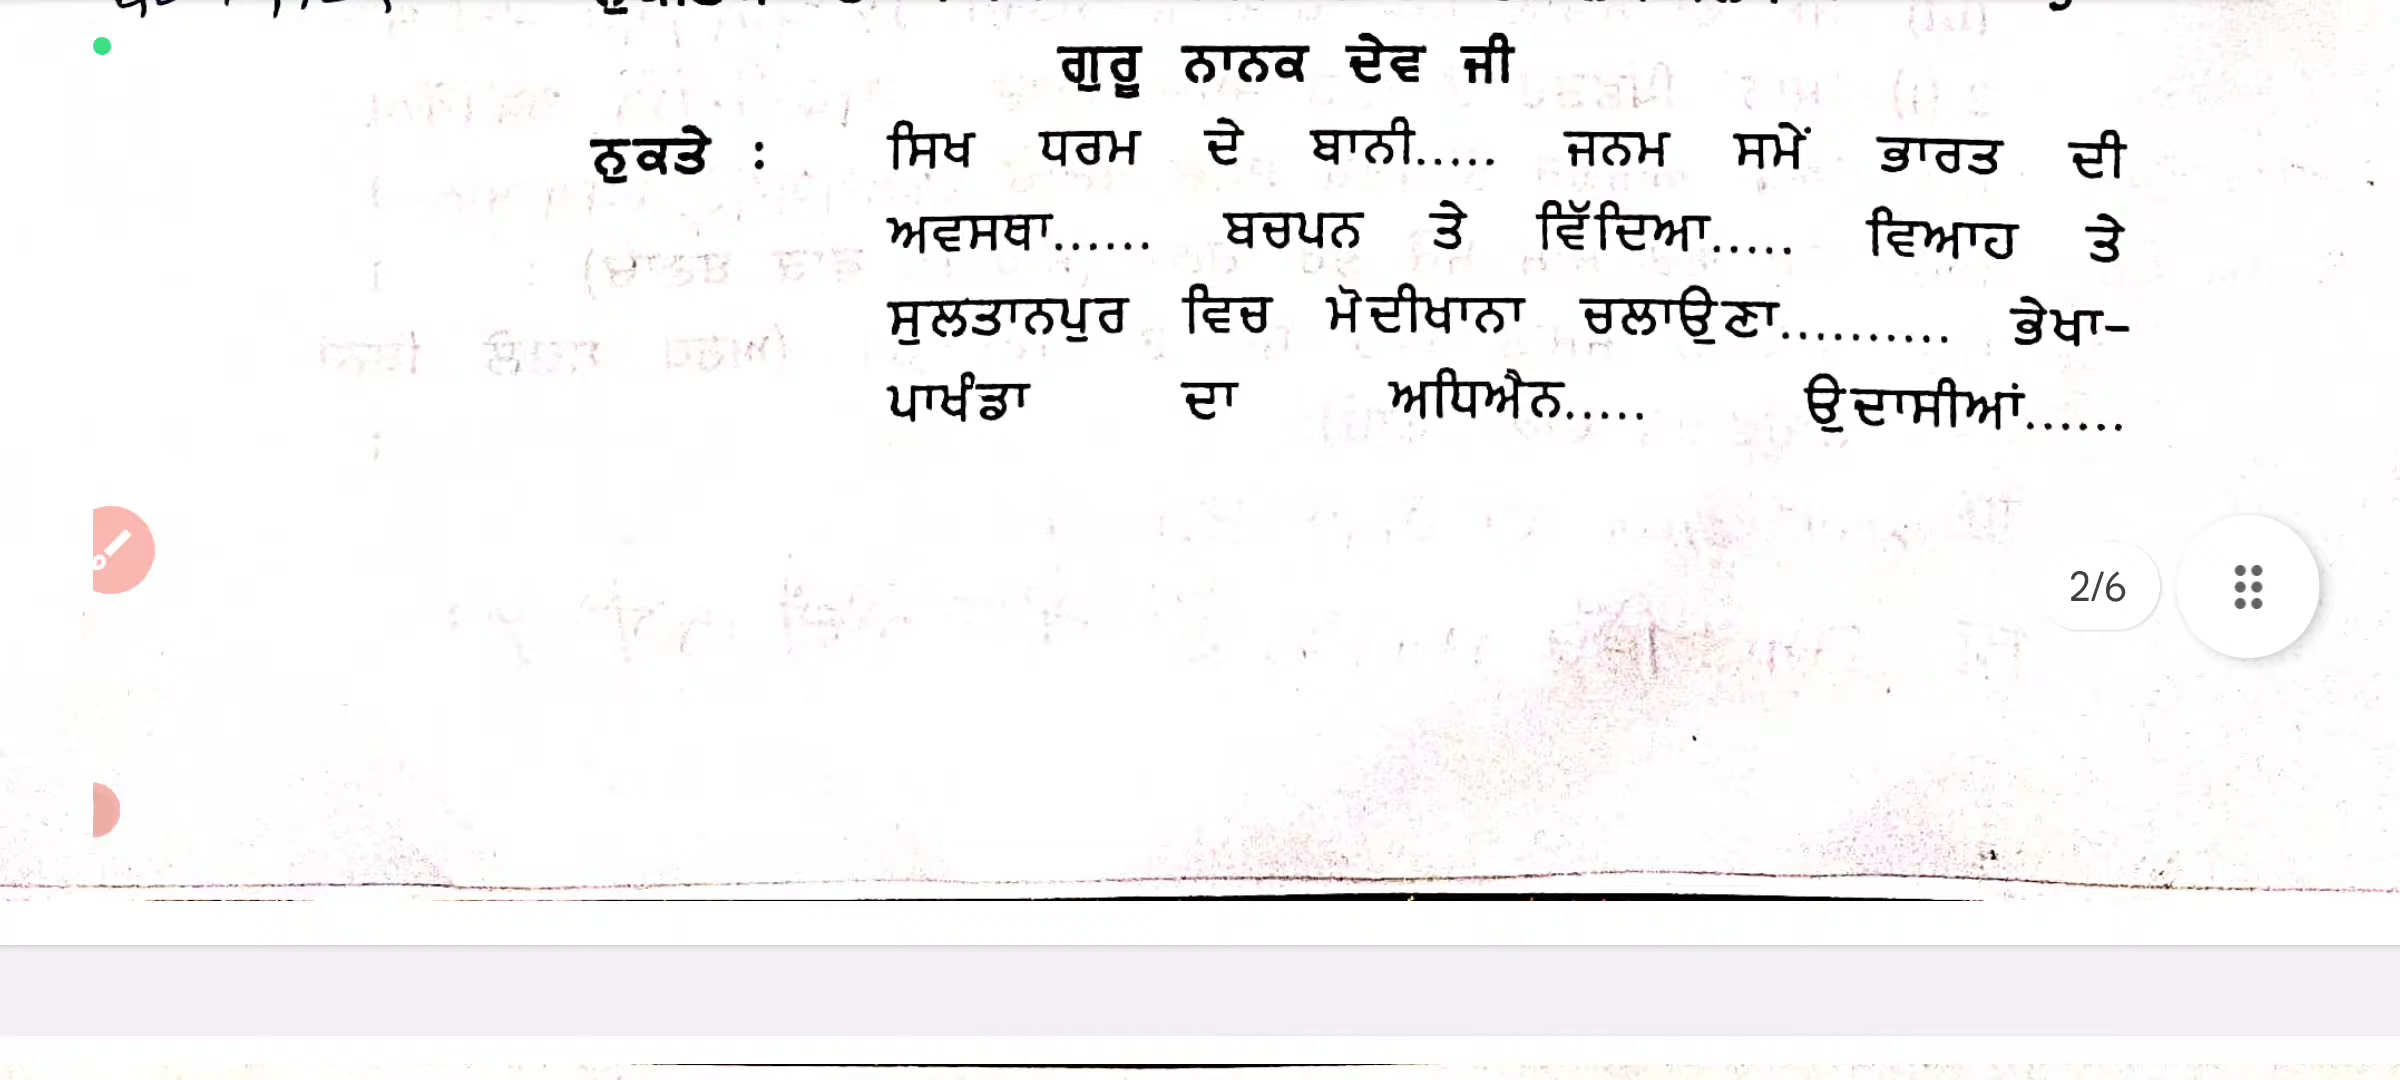 ਗੁਰੂ ਨਾਨਕ ਦੇਵ ਜੀ
ਨੁਕਤੇ : ਸਿਖ ਧਰਮ ਦੇ ਬਾਨੀ..... ਜਨਮ ਸਮੇਂ ਭਾਰਤ ਦੀ
ਅਵਸਥਾ...... ਬਚਪਨ ਤੇ ਵਿੱਦਿਆ..... ਵਿਆਹ ਤੇ
ਸੁਲਤਾਨਪੁਰ ਵਿਚ ਮੋਦੀਖਾਨਾ ਚਲਾਉਣਾ.......... ਭੇਖਾ-
ਪਾਖੰਡਾ ਦਾ ਅਧਿਐਨ..... ਉਦਾਸੀਆਂ......
2/6